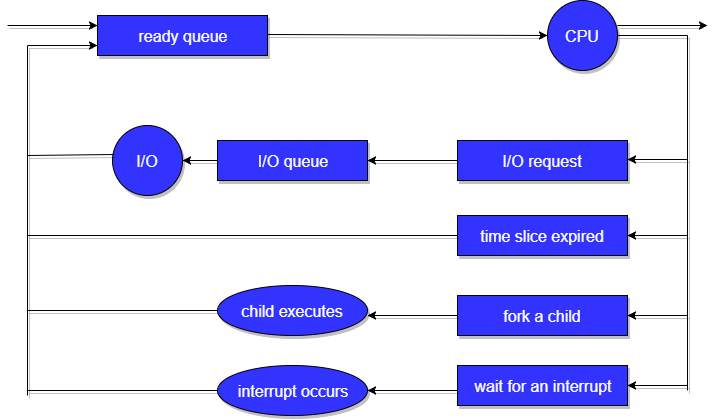 ready queue
CPU
I/O
I/O queue
I/O request
time slice expired
child executes
fork a child
interrupt occurs
wait for an interrupt